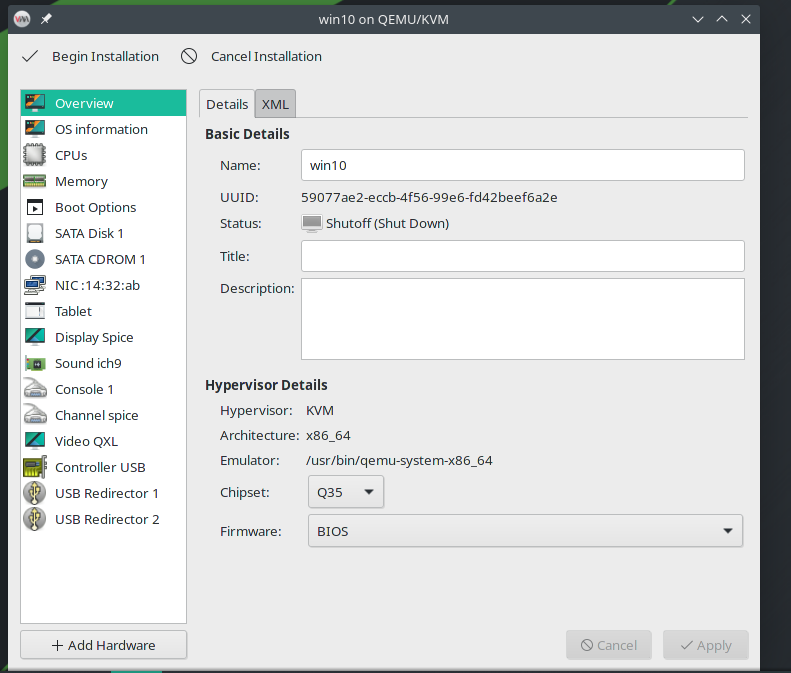 win10 on QEMU/KVM
Begin Installation
Cancel Installation
Overview
OS information
CPUs
Memory
Boot Options
SATA Disk 1
SATA CDROM 1
NIC :14:32:ab
Tablet
Display Spice
Sound ich9
Console 1
Channel spice
Video QXL
Controller USB
USB Redirector 1
USB Redirector 2
Add Hardware
Details XML
Basic Details
Name: win10
UUID: 59077ae2-eccb-4f56-99e6-fd42beef6a2e
Status: Shutoff (Shut Down)
Title:
Description:
Hypervisor Details
Hypervisor: KVM
Architecture: x86_64
Emulator: /usr/bin/qemu-system-x86_64
Chipset: Q35
Firmware: BIOS
Cancel Apply